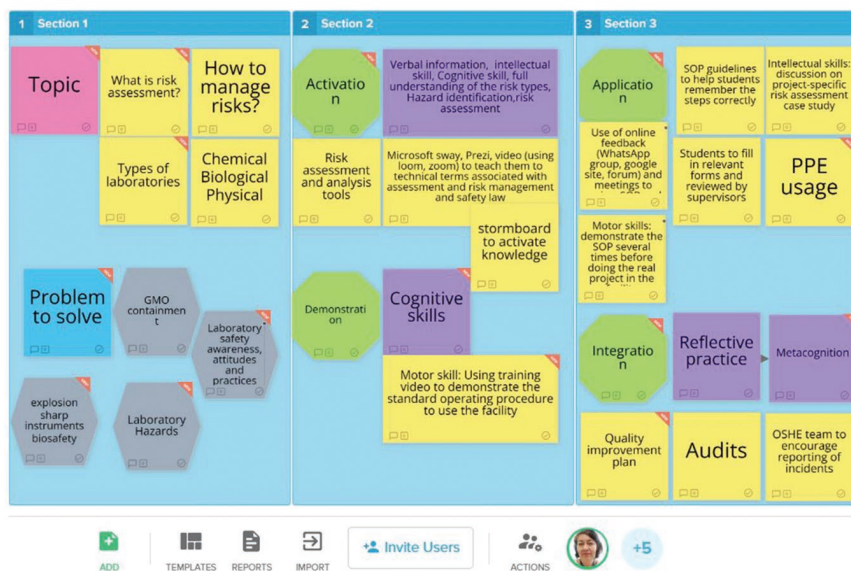 1 Section 1
Topic
What is risk
assessment?
How to
manage
risks?
Types of
laboratories
Chemical
Biological
Physical
Problem
to solve
GMO
containmen
t
Laboratory
safety
awareness,
attitudes
and
practices
explosion
sharp
instruments
biosafety
Laboratory
Hazards
2 Section 2
Activatio
n
Verbal information, intellectual
skill, Cognitive skill, full
understanding of the risk types,
Hazard identification,risk
assessment
Risk
assessment
and analysis
tools
Microsoft sway, Prezi, video (using
loom, zoom) to teach them to
technical terms associated with
assessment and risk management
and safety law
stormboard
to activate
knowledge
Demonstrati
on
Cognitive
skills
Motor skill: Using training
video to demonstrate the
standard operating procedure
to use the facility
3 Section 3
Applicatio
n
SOP guidelines
to help students
remember the
steps correctly
Intellectual skills:
discussion on
project-specific
risk assessment
case study
Use of online
feedback
(WhatsApp
group, google
site, forum) and
meetings to
Students to fill
in relevant
forms and
reviewed by
supervisors
PPE
usage
Motor skills:
demonstrate the
SOP several
times before
doing the real
project in the
Integratio
n
Reflective
practice
Metacognition
Quality
improvement
plan
Audits
OSHE team to
encourage
reporting of
incidents
ADD
TEMPLATES
REPORTS
IMPORT
Invite Users
ACTIONS
+5